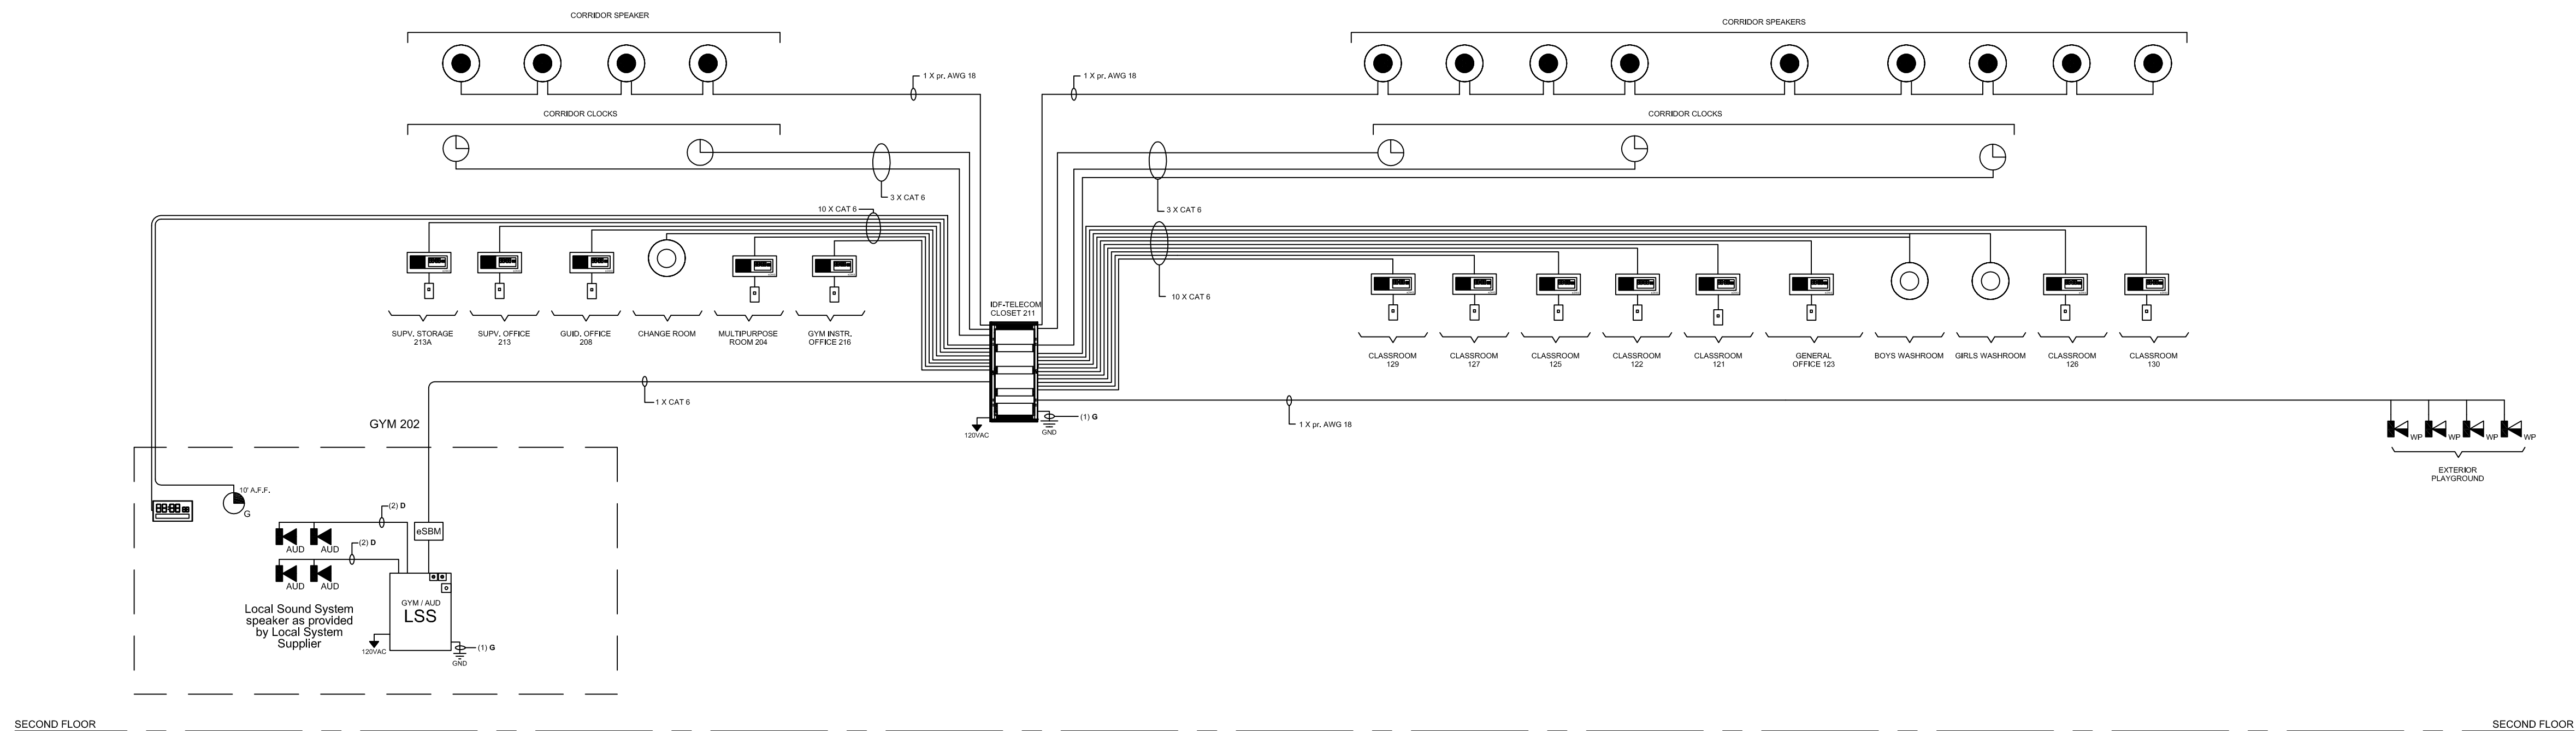 CORRIDOR SPEAKER
CORRIDOR SPEAKERS
1 X pr. AWG 18
1 X pr. AWG 18
CORRIDOR CLOCKS
CORRIDOR CLOCKS
3 X CAT 6
10 X CAT 6
3 X CAT 6
10 X CAT 6
IDF-TELECOM
CLOSET 211
SUPV. STORAGE
213A
SUPV. OFFICE
213
GUID. OFFICE
208
CHANGE ROOM
MULTIPURPOSE
ROOM 204
GYM INSTR.
OFFICE 216
CLASSROOM
129
CLASSROOM
127
CLASSROOM
125
CLASSROOM
122
CLASSROOM
121
GENERAL
OFFICE 123
BOYS WASHROOM
GIRLS WASHROOM
CLASSROOM
126
CLASSROOM
130
1 X CAT 6
120VAC
GND
(1) G
1 X pr. AWG 18
WP
WP
WP
WP
EXTERIOR
PLAYGROUND
GYM 202
88:88 88
10' A.F.F.
G
(2) D
eSBM
AUD
AUD
(2) D
AUD
AUD
GYM / AUD
LSS
Local Sound System
speaker as provided
by Local System
Supplier
120VAC
GND
(1) G
SECOND FLOOR
SECOND FLOOR